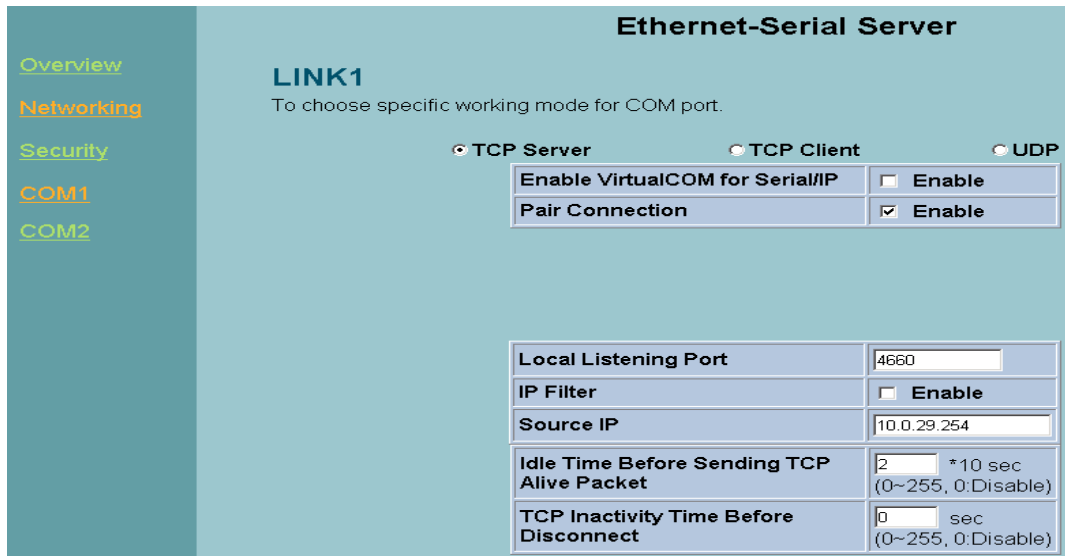 Ethernet-Serial Server
Overview
Networking
Security
COM1
COM2
LINK1
To choose specific working mode for COM port.
TCP Server TCP Client UDP
Enable VirtualCOM for Serial/IP Enable
Pair Connection Enable
Local Listening Port 4660
IP Filter Enable
Source IP 10.0.29.254
Idle Time Before Sending TCP
Alive Packet
2 *10 sec
(0~255, 0:Disable)
TCP Inactivity Time Before
Disconnect
0 sec
(0~255, 0:Disable)